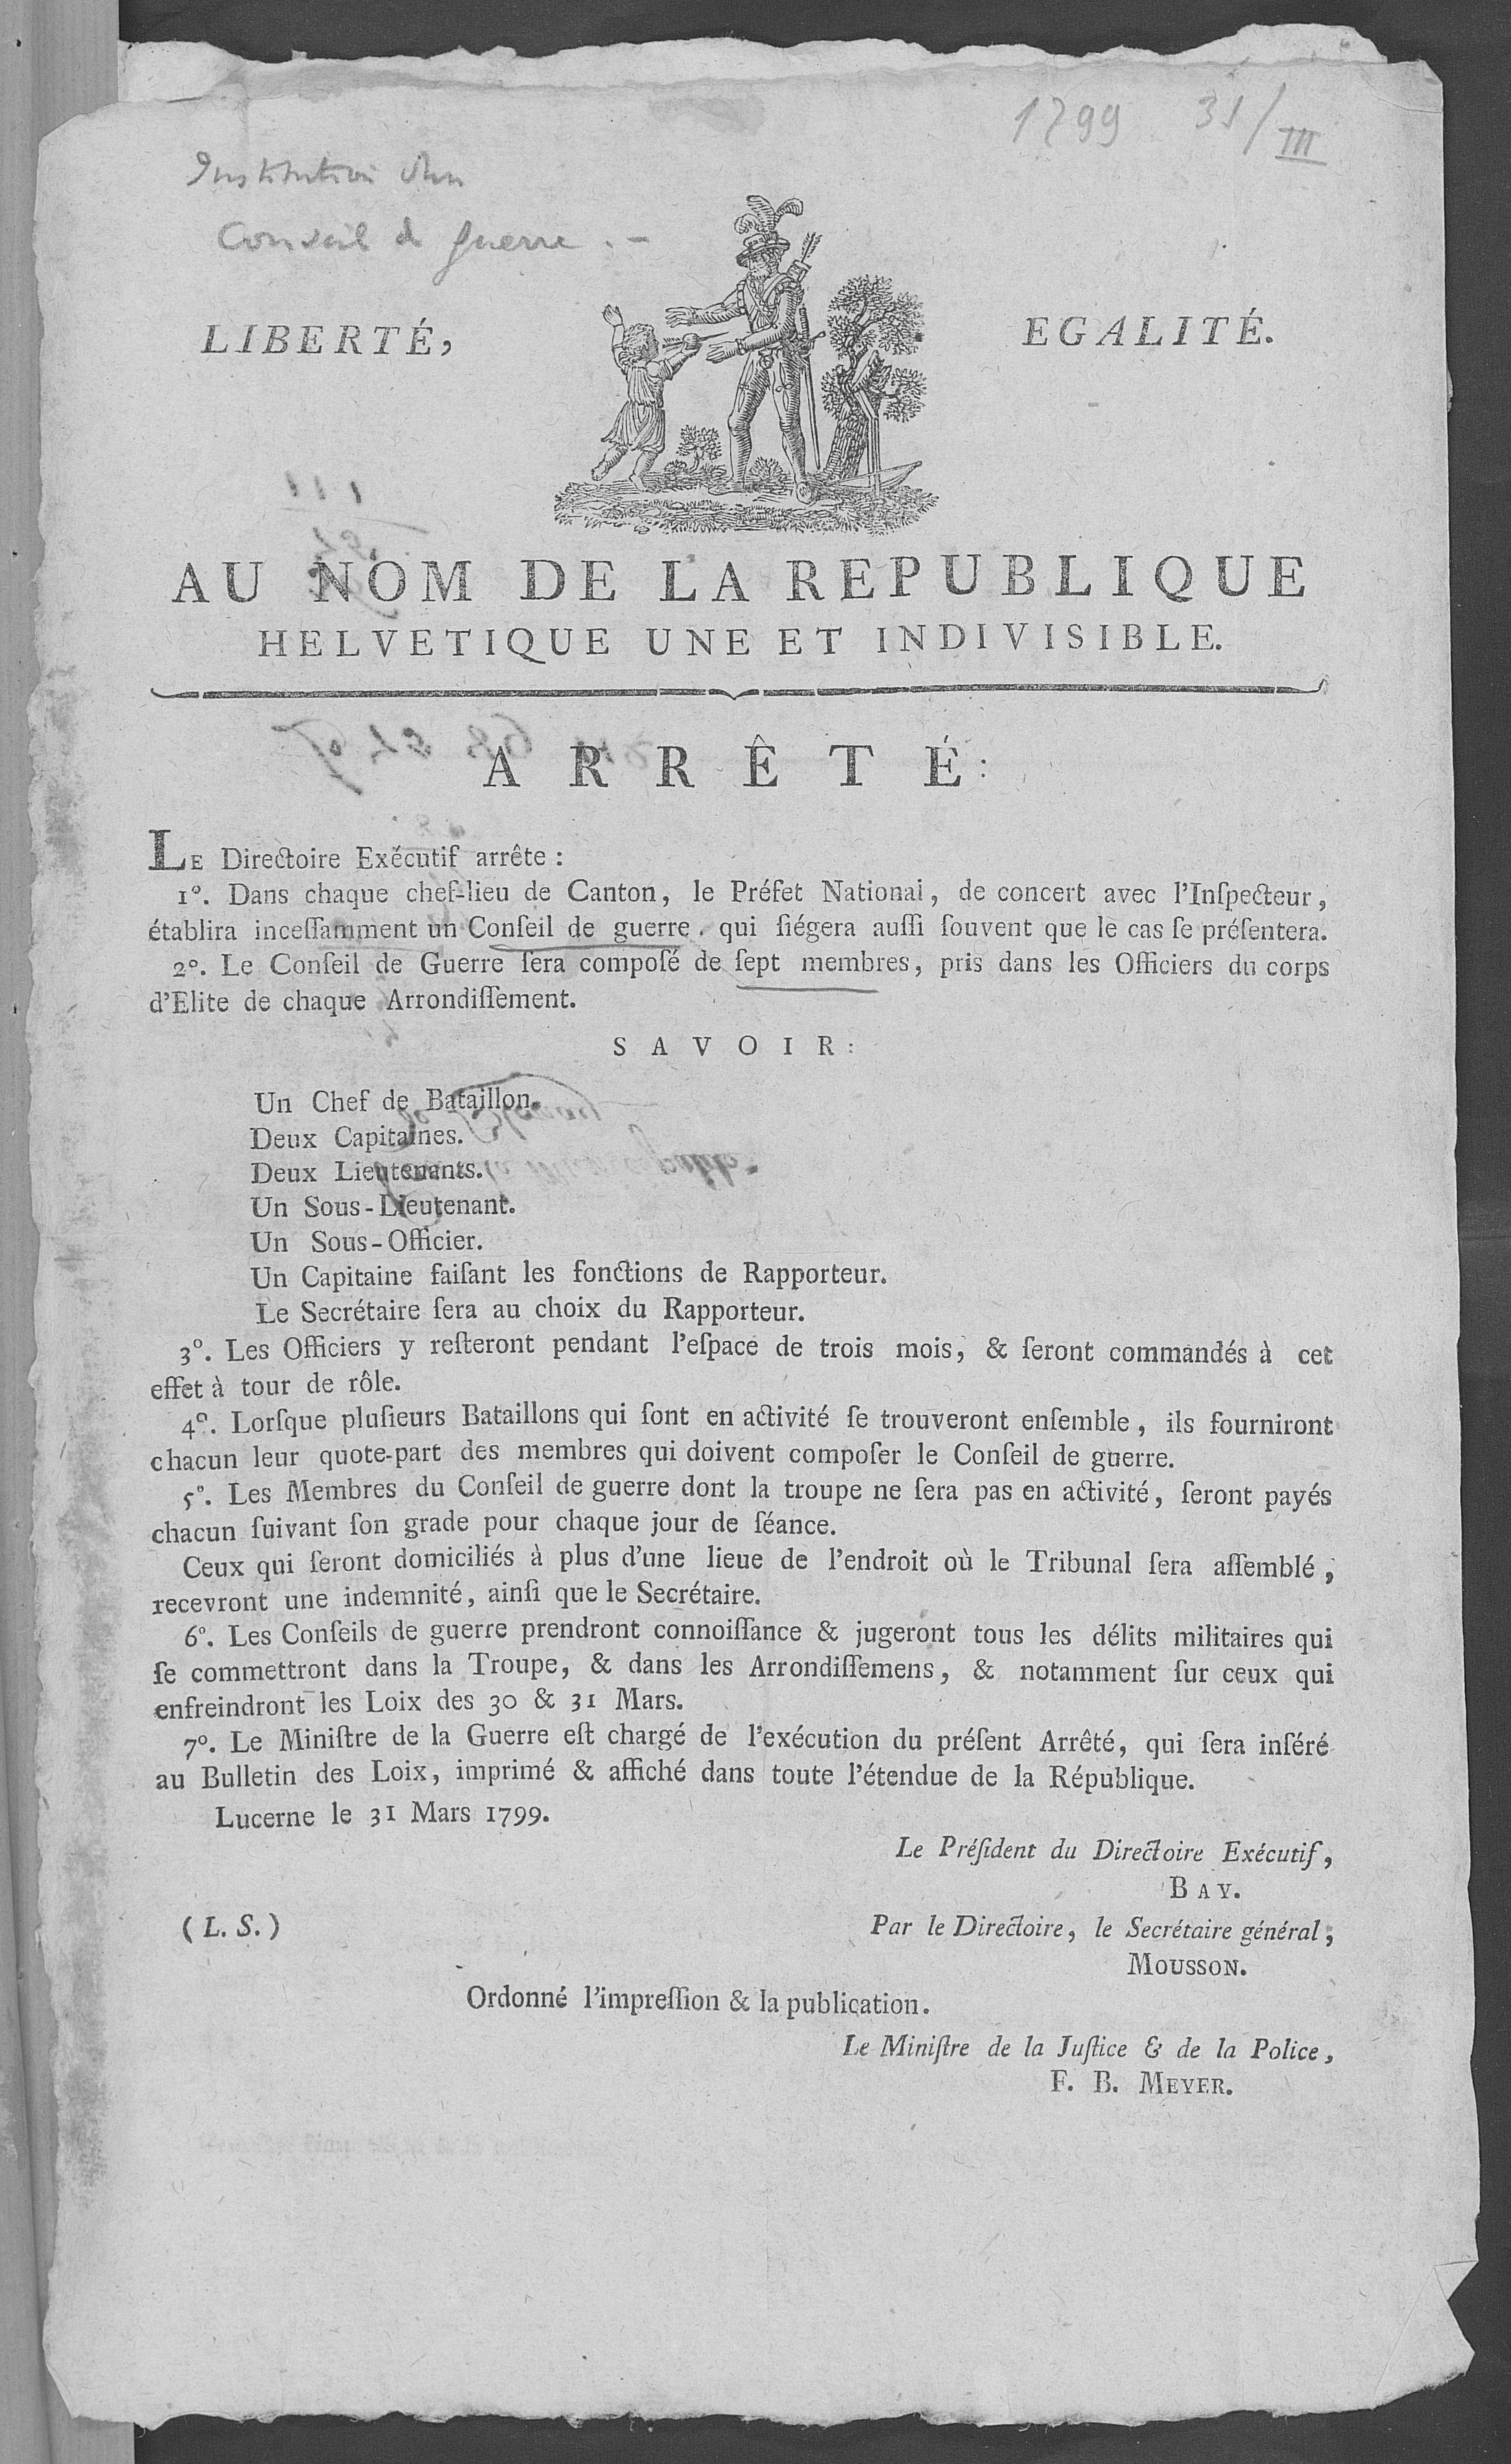 1799 31/III
Institution d'un
Conseil de guerre . -
LIBERTÉ,
EGALITÉ.
AU NOM DE LA REPUBLIQUE
HELVETIQUE UNE ET INDIVISIBLE.
ARRÊTÉ:
LE Directoire Exécutif arrête :
1º. Dans chaque chef-lieu de Canton, le Préfet National, de concert avec l'Inſpecteur,
établira inceſſamment un Conſeil de guerre, qui ſiégera auſſi ſouvent que le cas ſe préſentera.
2º. Le Conſeil de Guerre ſera compoſé de ſept membres, pris dans les Officiers du corps
d'Elite de chaque Arrondiſſement.
SAVOIR:
Un Chef de Bataillon.
Deux Capitaines.
Deux Lieutenants.
Un Sous-Lieutenant.
Un Sous-Officier.
Un Capitaine faiſant les fonctions de Rapporteur.
Le Secrétaire ſera au choix du Rapporteur.
3º. Les Officiers y reſteront pendant l'eſpace de trois mois, & ſeront commandés à cet
effet à tour de rôle.
4º. Lorſque pluſieurs Bataillons qui ſont en activité ſe trouveront enſemble, ils fourniront
chacun leur quote-part des membres qui doivent compoſer le Conſeil de guerre.
5º. Les Membres du Conſeil de guerre dont la troupe ne ſera pas en activité, ſeront payés
chacun ſuivant ſon grade pour chaque jour de ſéance.
Ceux qui ſeront domiciliés à plus d'une lieue de l'endroit où le Tribunal ſera aſſemblé,
recevront une indemnité, ainſi que le Secrétaire.
6º. Les Conſeils de guerre prendront connoiſſance & jugeront tous les délits militaires qui
ſe commettront dans la Troupe, & dans les Arrondiſſemens, & notamment ſur ceux qui
enfreindront les Loix des 30 & 31 Mars.
7º. Le Miniſtre de la Guerre eſt chargé de l'exécution du préſent Arrêté, qui ſera inſéré
au Bulletin des Loix, imprimé & affiché dans toute l'étendue de la République.
Lucerne le 31 Mars 1799.
Le Préſident du Directoire Exécutif,
BAY.
(L. S.)
Par le Directoire, le Secrétaire général,
MOUSSON.
Ordonné l'impreſſion & la publication.
Le Miniſtre de la Juſtice & de la Police,
F. B. MEYER.